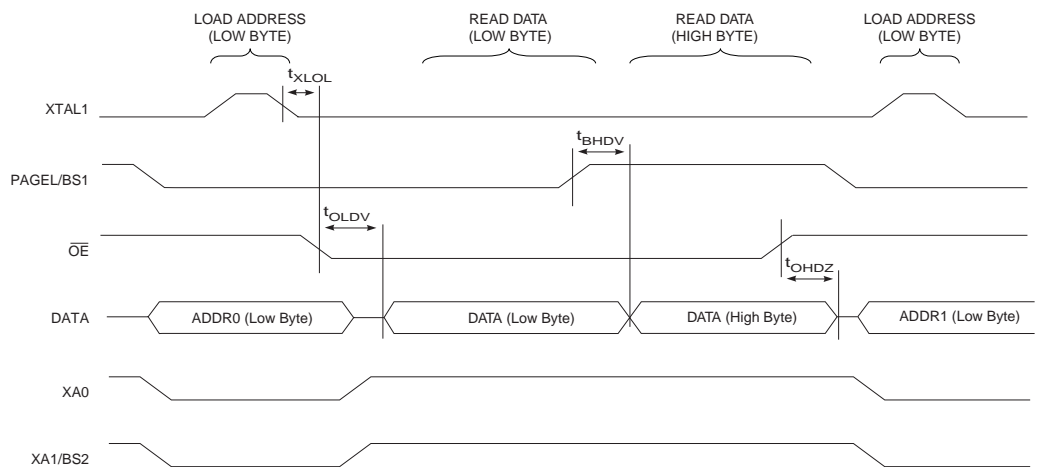 LOAD ADDRESS
(LOW BYTE)
READ DATA
(LOW BYTE)
READ DATA
(HIGH BYTE)
LOAD ADDRESS
(LOW BYTE)
tXLOL
XTAL1
tBHDV
PAGEL/BS1
tOLDV
OE
tOHDZ
DATA
ADDR0 (Low Byte)
DATA (Low Byte)
DATA (High Byte)
ADDR1 (Low Byte)
XA0
XA1/BS2